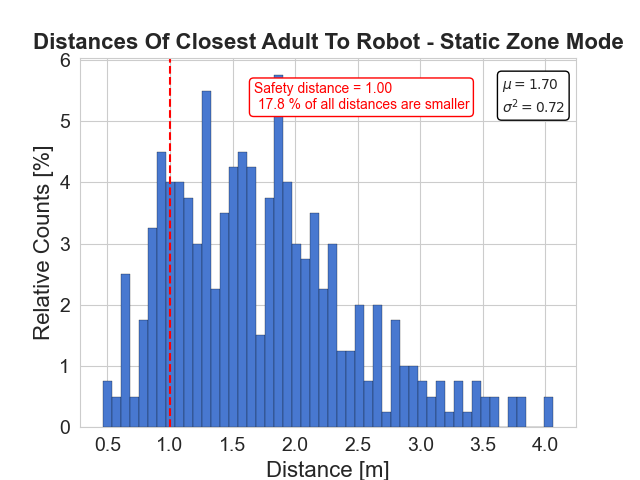 Distances Of Closest Adult To Robot - Static Zone Mode
Safety distance = 1.00
17.8 % of all distances are smaller
μ = 1.70
σ² = 0.72
Relative Counts [%]
6
5
4
3
2
1
0
0.5 1.0 1.5 2.0 2.5 3.0 3.5 4.0
Distance [m]